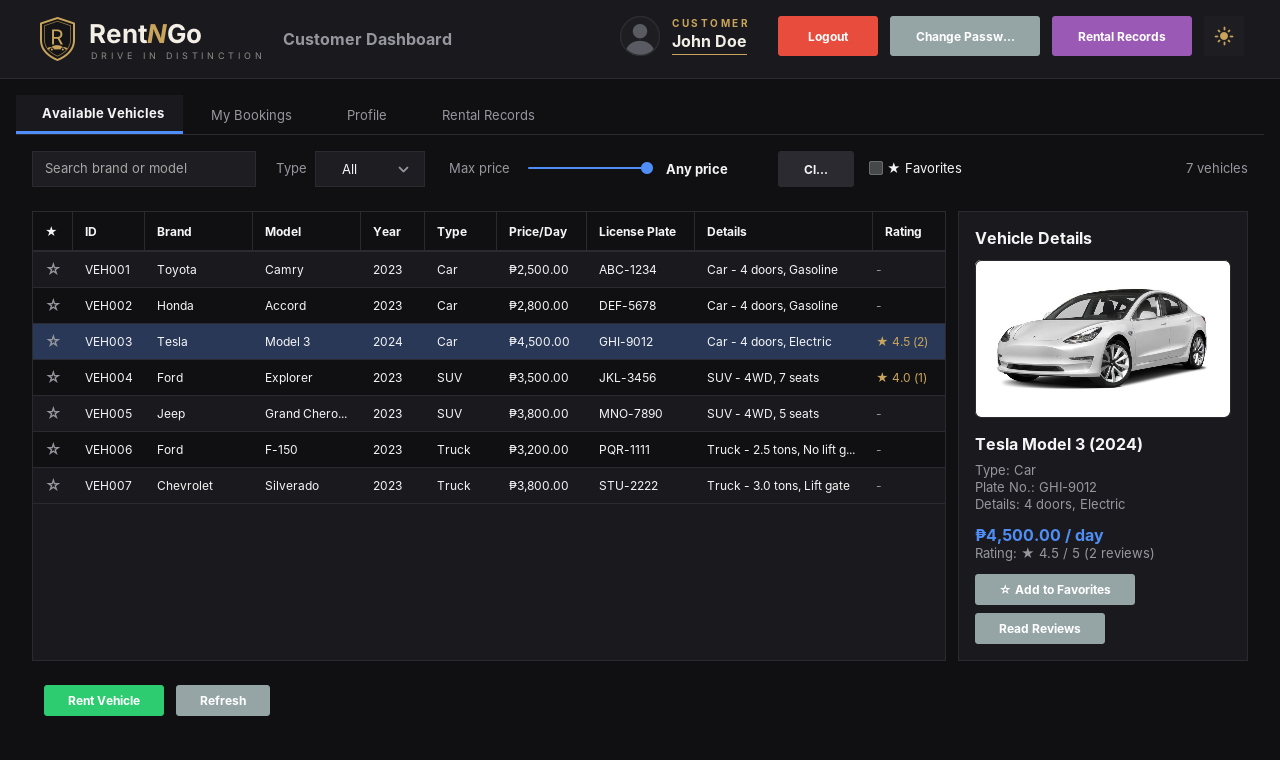 RentNGo
DRIVE IN DISTINCTION
Customer Dashboard
CUSTOMER
John Doe
Logout
Change Passw...
Rental Records
Available Vehicles
My Bookings
Profile
Rental Records
Search brand or model
Type
All
Max price
Any price
Cl...
★ Favorites
7 vehicles
★ ID Brand Model Year Type Price/Day License Plate Details Rating
☆ VEH001 Toyota Camry 2023 Car ₱2,500.00 ABC-1234 Car - 4 doors, Gasoline -
☆ VEH002 Honda Accord 2023 Car ₱2,800.00 DEF-5678 Car - 4 doors, Gasoline -
☆ VEH003 Tesla Model 3 2024 Car ₱4,500.00 GHI-9012 Car - 4 doors, Electric ★ 4.5 (2)
☆ VEH004 Ford Explorer 2023 SUV ₱3,500.00 JKL-3456 SUV - 4WD, 7 seats ★ 4.0 (1)
☆ VEH005 Jeep Grand Chero... 2023 SUV ₱3,800.00 MNO-7890 SUV - 4WD, 5 seats -
☆ VEH006 Ford F-150 2023 Truck ₱3,200.00 PQR-1111 Truck - 2.5 tons, No lift g... -
☆ VEH007 Chevrolet Silverado 2023 Truck ₱3,800.00 STU-2222 Truck - 3.0 tons, Lift gate -
Vehicle Details
Tesla Model 3 (2024)
Type: Car
Plate No.: GHI-9012
Details: 4 doors, Electric
₱4,500.00 / day
Rating: ★ 4.5 / 5 (2 reviews)
☆ Add to Favorites
Read Reviews
Rent Vehicle
Refresh